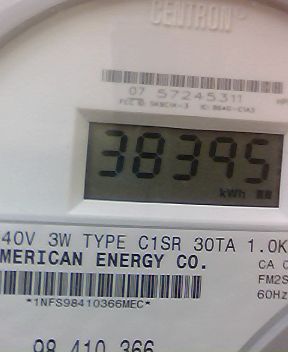 CENTRON
07 57245311
38395
kWh
40V 3W TYPE C1SR 30TA 1.0K
MERICAN ENERGY CO.
CA
FM2S
60Hz
*1NFS98410366MEC*
98 410 366